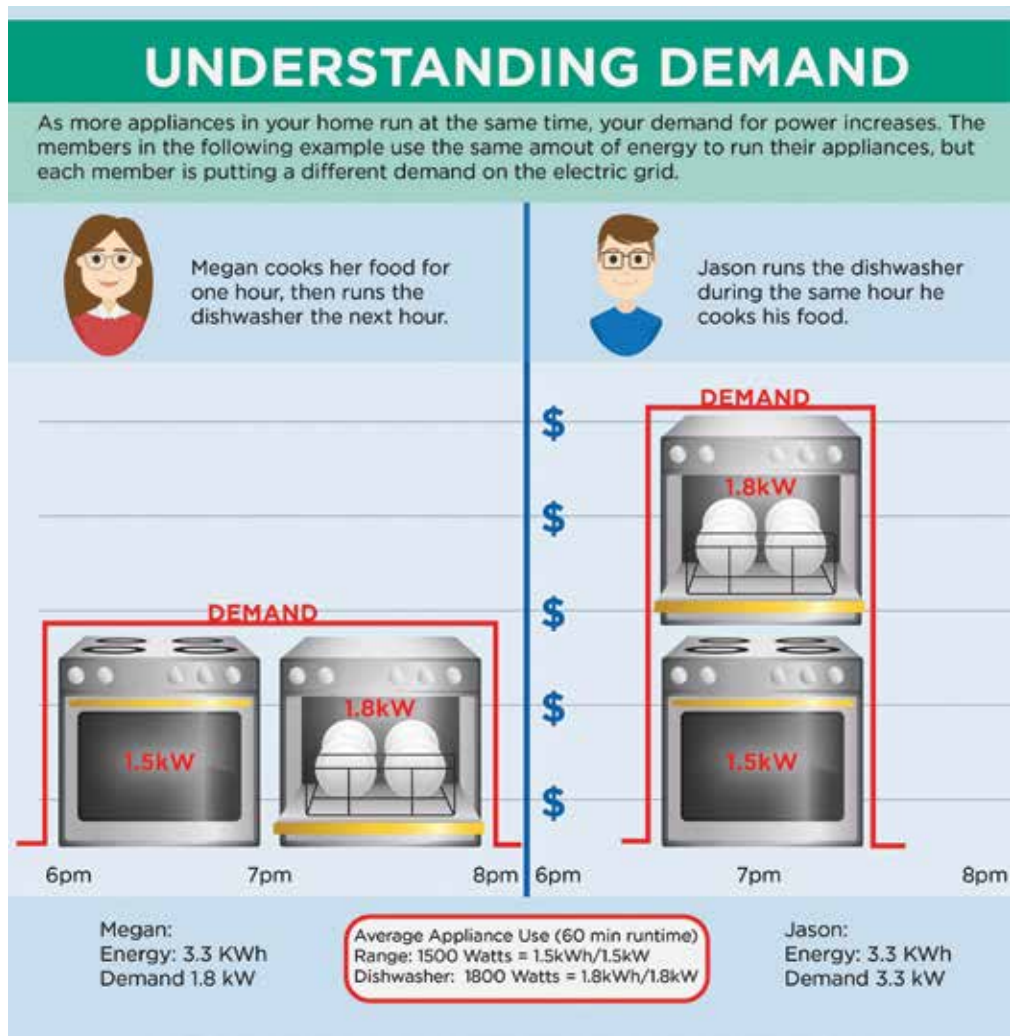 UNDERSTANDING DEMAND
As more appliances in your home run at the same time, your demand for power increases. The
members in the following example use the same amout of energy to run their appliances, but
each member is putting a different demand on the electric grid.
Megan cooks her food for
one hour, then runs the
dishwasher the next hour.
Jason runs the dishwasher
during the same hour he
cooks his food.
DEMAND
1.5kW
1.8kW
6pm
7pm
8pm
$
$
$
$
$
DEMAND
1.8kW
1.5kW
6pm
7pm
8pm
Megan:
Energy: 3.3 KWh
Demand 1.8 kW
Average Appliance Use (60 min runtime)
Range: 1500 Watts = 1.5kWh/1.5kW
Dishwasher: 1800 Watts = 1.8kWh/1.8kW
Jason:
Energy: 3.3 KWh
Demand 3.3 kW